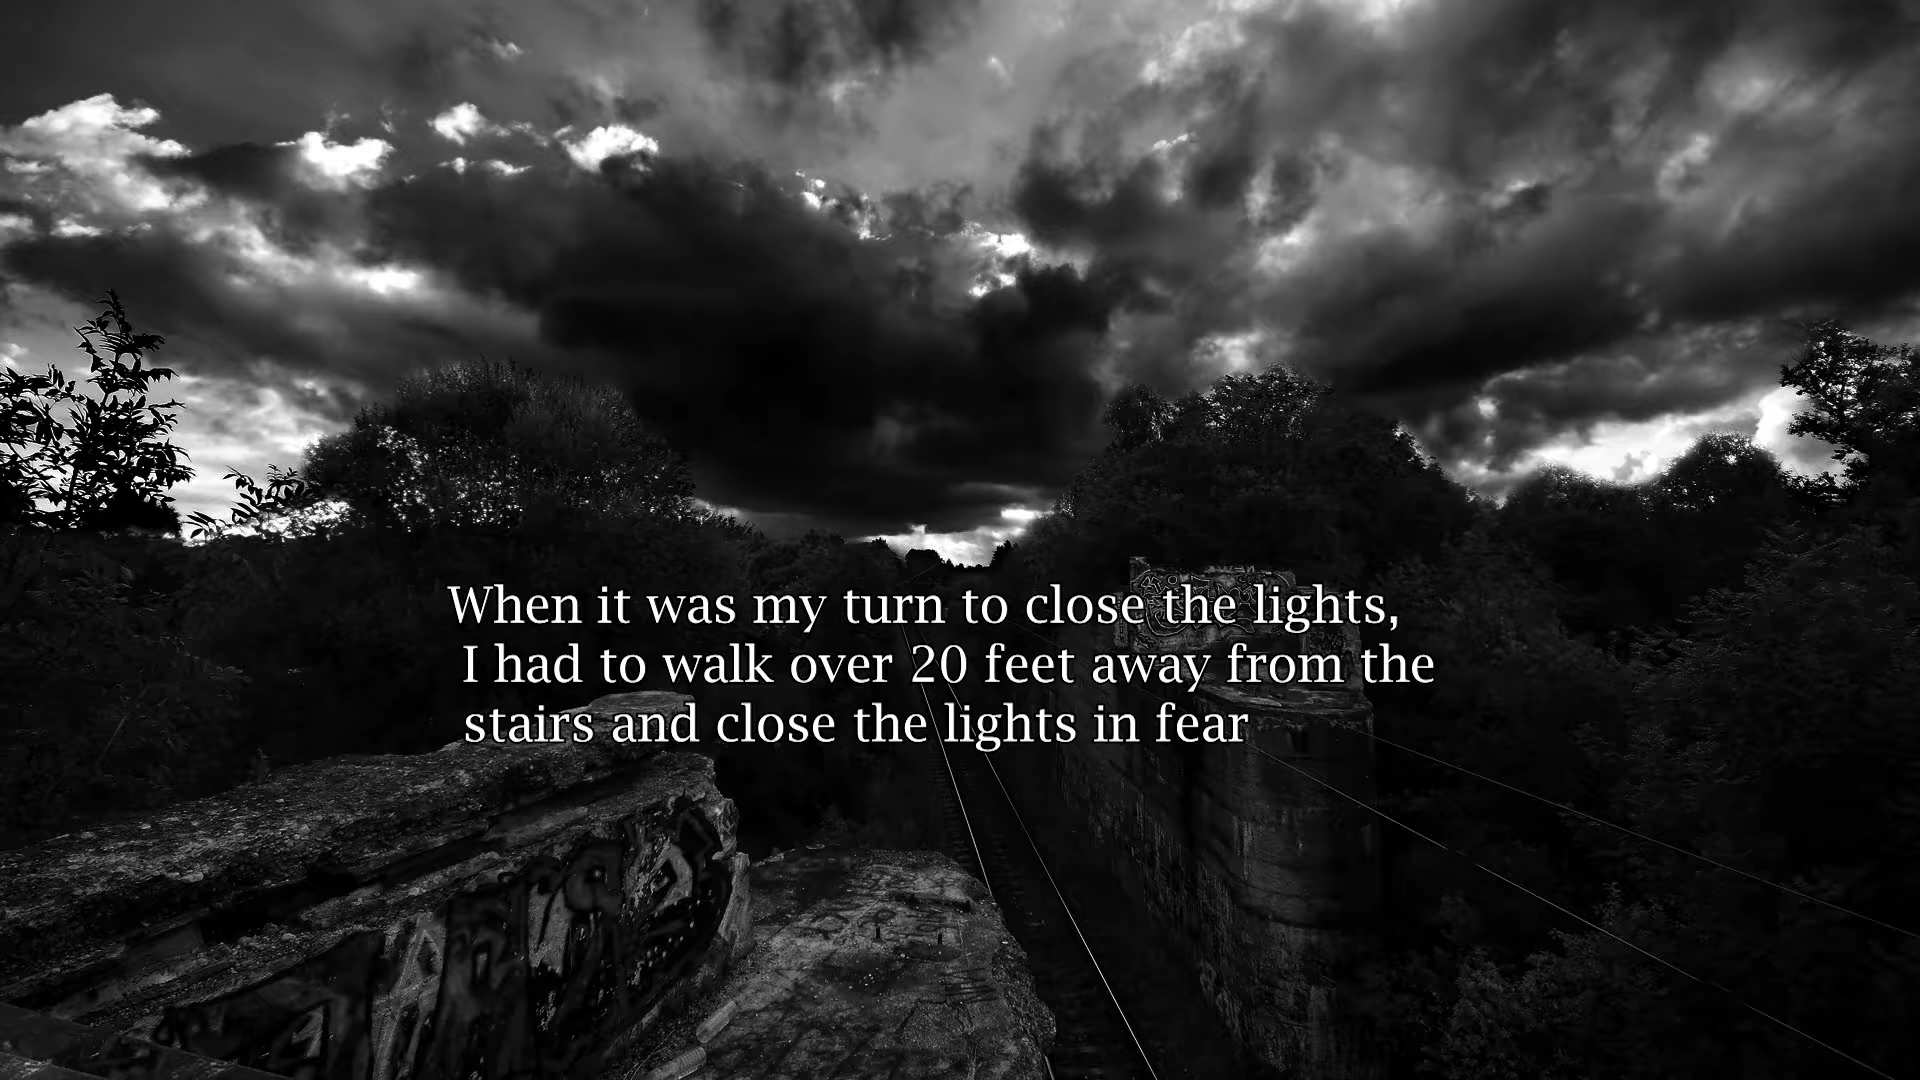 When it was my turn to close the lights,
I had to walk over 20 feet away from the
stairs and close the lights in fear